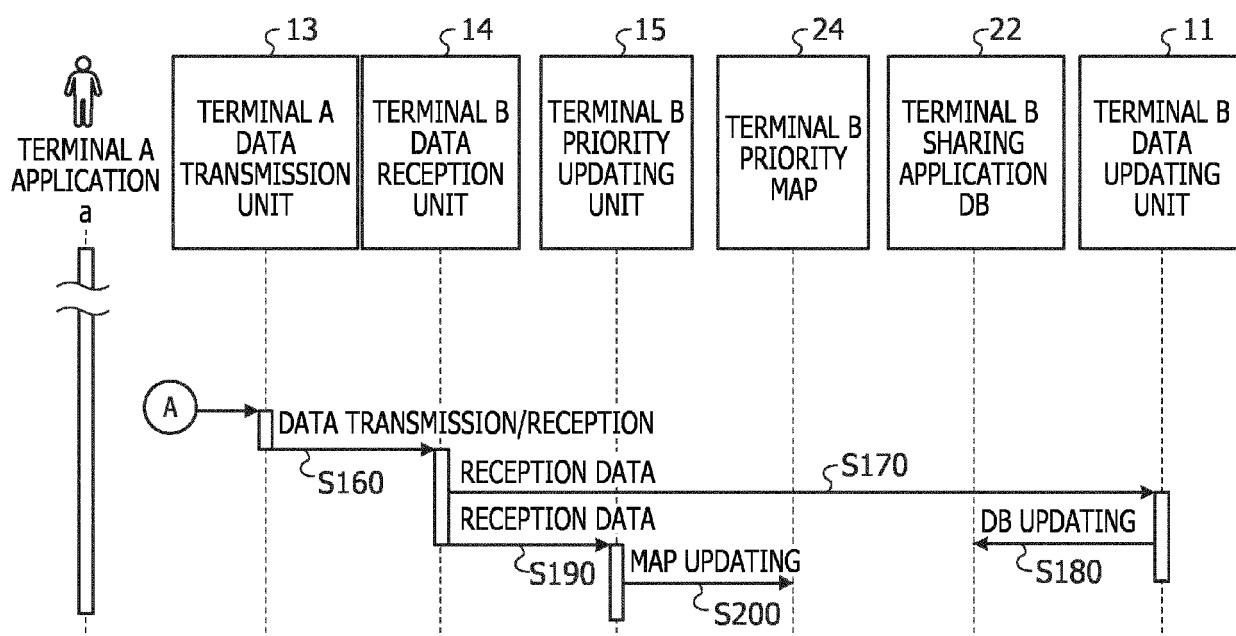 13
14
15
24
22
11
TERMINAL A
APPLICATION
a
TERMINAL A
DATA
TRANSMISSION
UNIT
TERMINAL B
DATA
RECEPTION
UNIT
TERMINAL B
PRIORITY
UPDATING
UNIT
TERMINAL B
PRIORITY
MAP
TERMINAL B
SHARING
APPLICATION
DB
TERMINAL B
DATA
UPDATING
UNIT
A
DATA TRANSMISSION/RECEPTION
S160
RECEPTION DATA
S170
RECEPTION DATA
DB UPDATING
S190
MAP UPDATING
S180
S200